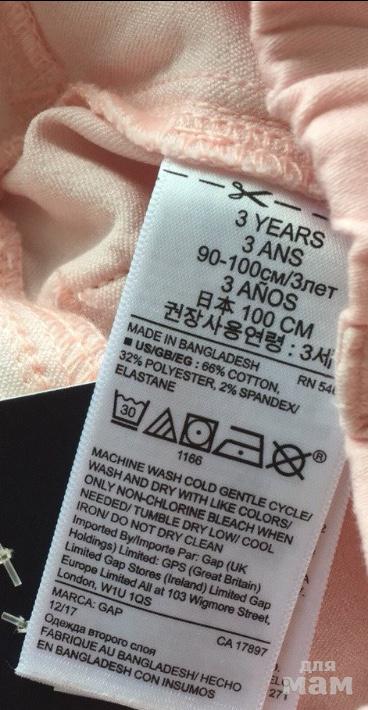 3 YEARS
3 ANS
90-100см/3лет
3 AÑOS
日本 100 CM
권장사용연령 : 3세
MADE IN BANGLADESH
RN 54
■ US/GB/EG : 66% COTTON,
32% POLYESTER, 2% SPANDEX/
ELASTANE
30
®
1166
MACHINE WASH COLD GENTLE CYCLE/
WASH AND DRY WITH LIKE COLORS/
ONLY NON-CHLORINE BLEACH WHEN
NEEDED/ TUMBLE DRY LOW/ COOL
IRON/ DO NOT DRY CLEAN
Imported By/Importe Par: Gap (UK
Holdings) Limited: GPS (Great Britain)
Limited Gap Stores (Ireland) Limited Gap
Europe Limited All at 103 Wigmore Street,
London. W1U 1QS
MARCA: GAP
12/17
CA 17897
Одежда второго слоя
FABRIQUE AU BANGLADESH/ HECHO
EN BANGLADESH CON INSUMOS
271
для
мам